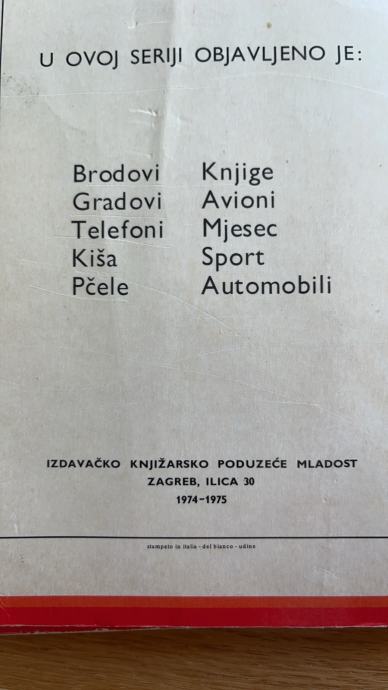 U OVOJ SERIJI OBJAVLJENO JE:
Brodovi
Gradovi
Telefoni
Kiša
Pčele
Knjige
Avioni
Mjesec
Sport
Automobili
IZDAVAČKO KNJIŽARSKO PODUZEĆE MLADOST
ZAGREB, ILICA 30
1974-1975
stampato in italia - del bianco - udine